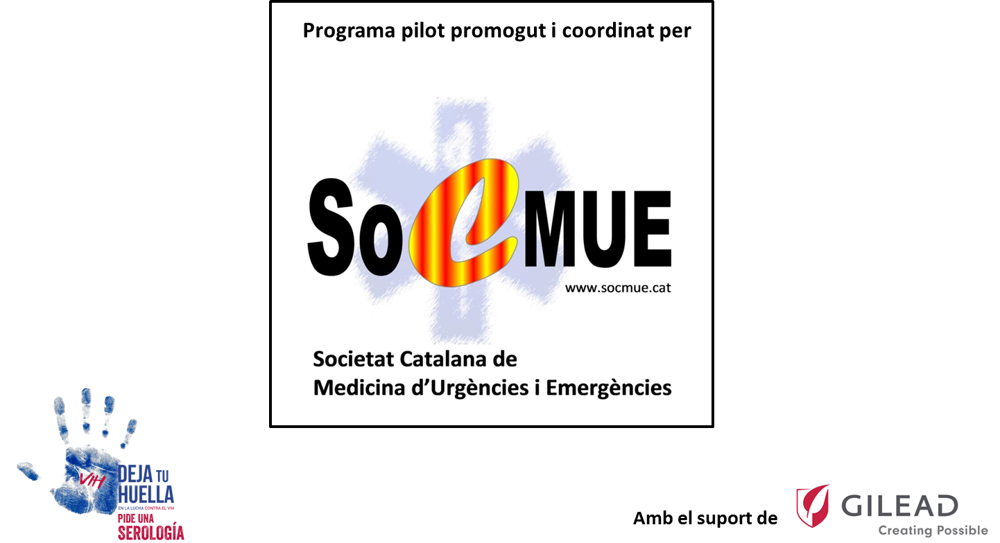 Programa pilot promogut i coordinat per
SoCMUE
www.socmue.cat
Societat Catalana de
Medicina d'Urgències i Emergències
VIH
DEJA TU
HUELLA
EN LA LUCHA CONTRA EL VIH
PIDE UNA
SEROLOGÍA
Amb el suport de
GILEAD
Creating Possible